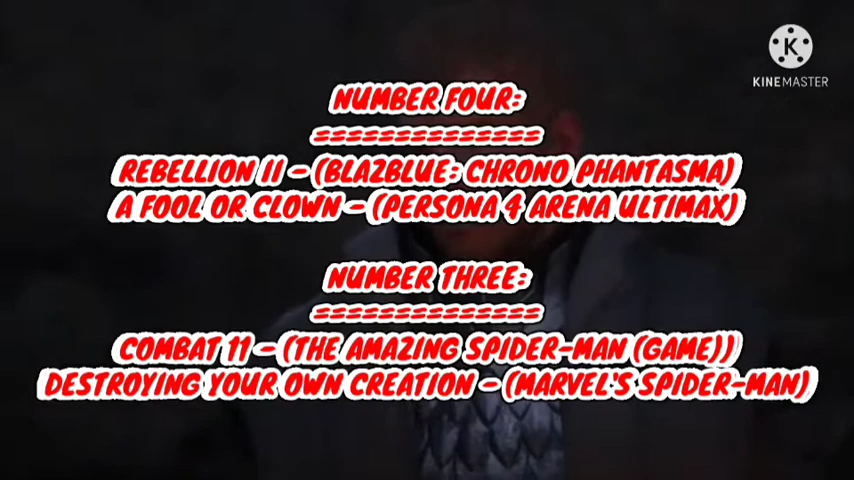 KINEMASTER
NUMBER FOUR:
==============
REBELLION II - (BLAZBLUE: CHRONO PHANTASMA)
A FOOL OR CLOWN - (PERSONA 4 ARENA ULTIMAX)
NUMBER THREE:
==============
COMBAT 11 - (THE AMAZING SPIDER-MAN (GAME))
DESTROYING YOUR OWN CREATION - (MARVEL'S SPIDER-MAN)